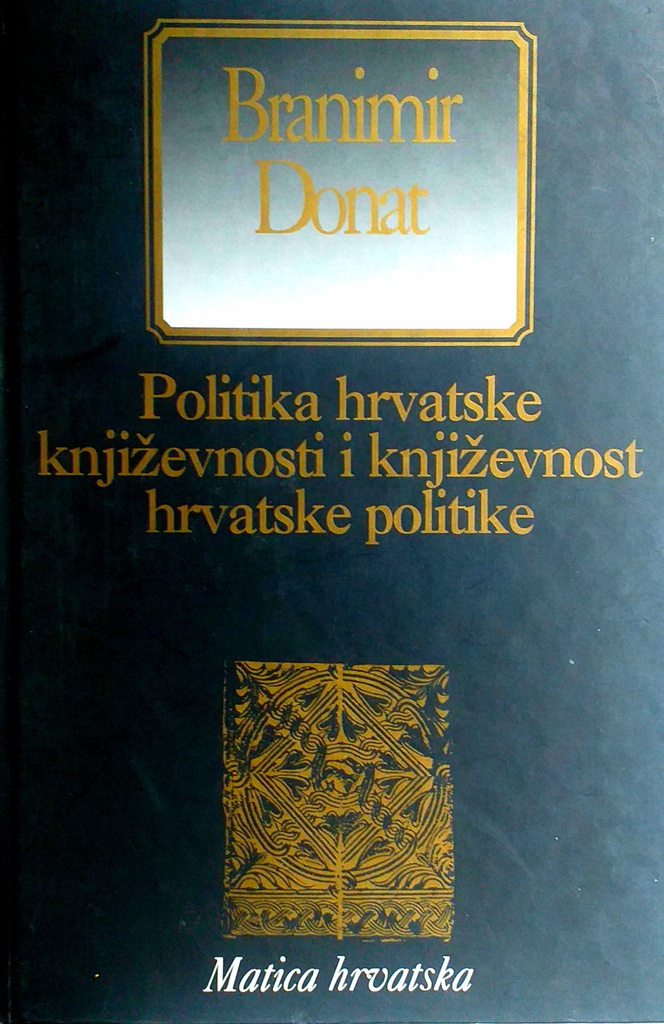 Branimir
Donat
Politika hrvatske
književnosti i književnost
hrvatske politike
Matica hrvatska